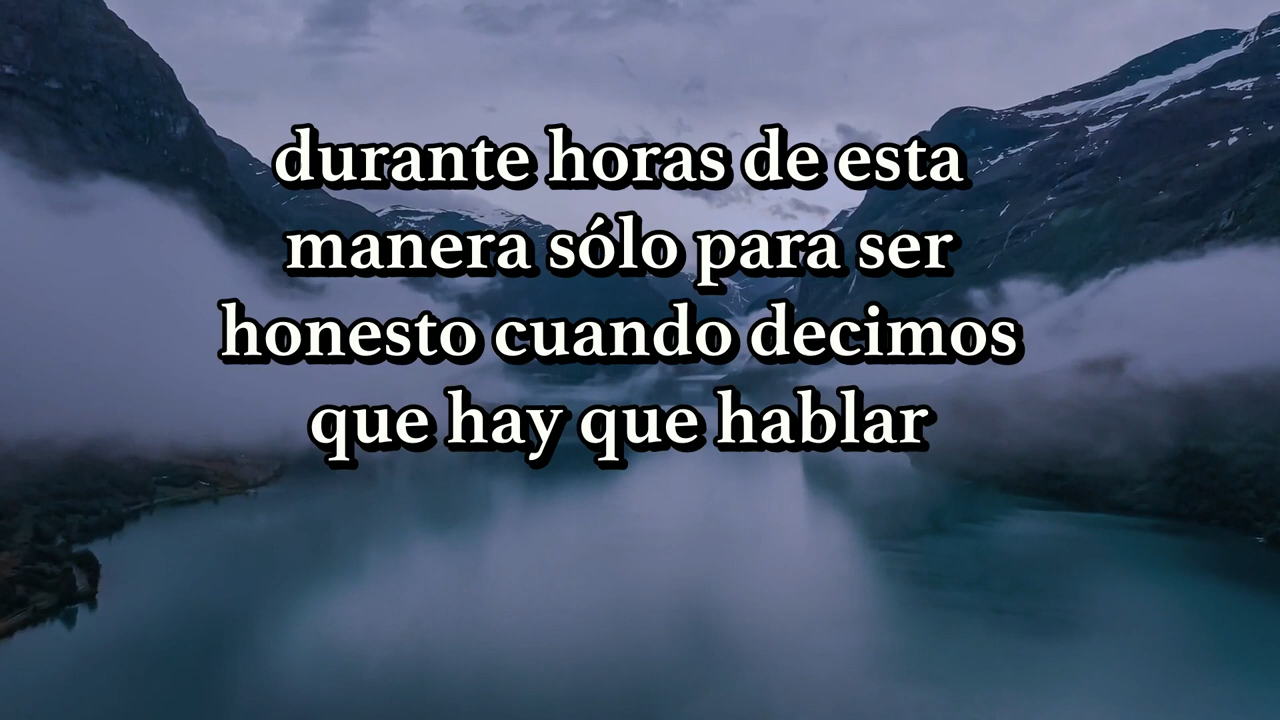 durante horas de esta
manera sólo para ser
honesto cuando decimos
que hay que hablar